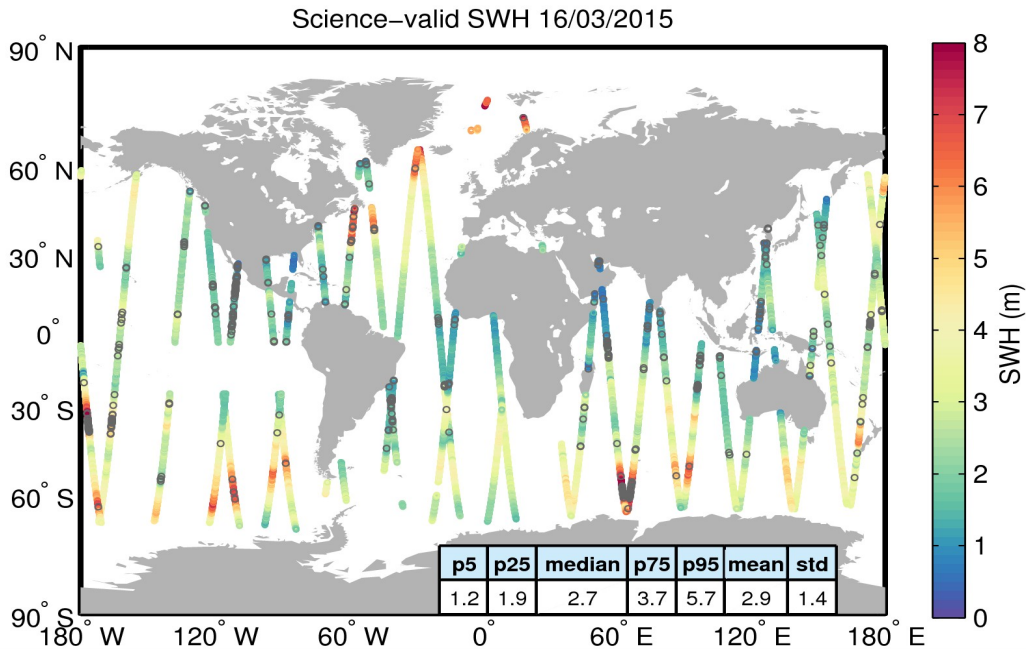 Science−valid SWH 16/03/2015
90° N
60° N
30° N
0°
30° S
60° S
90° S
180° W
120° W
60° W
0°
60° E
120° E
180° E
p5 p25 median p75 p95 mean std
1.2 1.9 2.7 3.7 5.7 2.9 1.4
8
7
6
5
4
3
2
1
0
SWH (m)